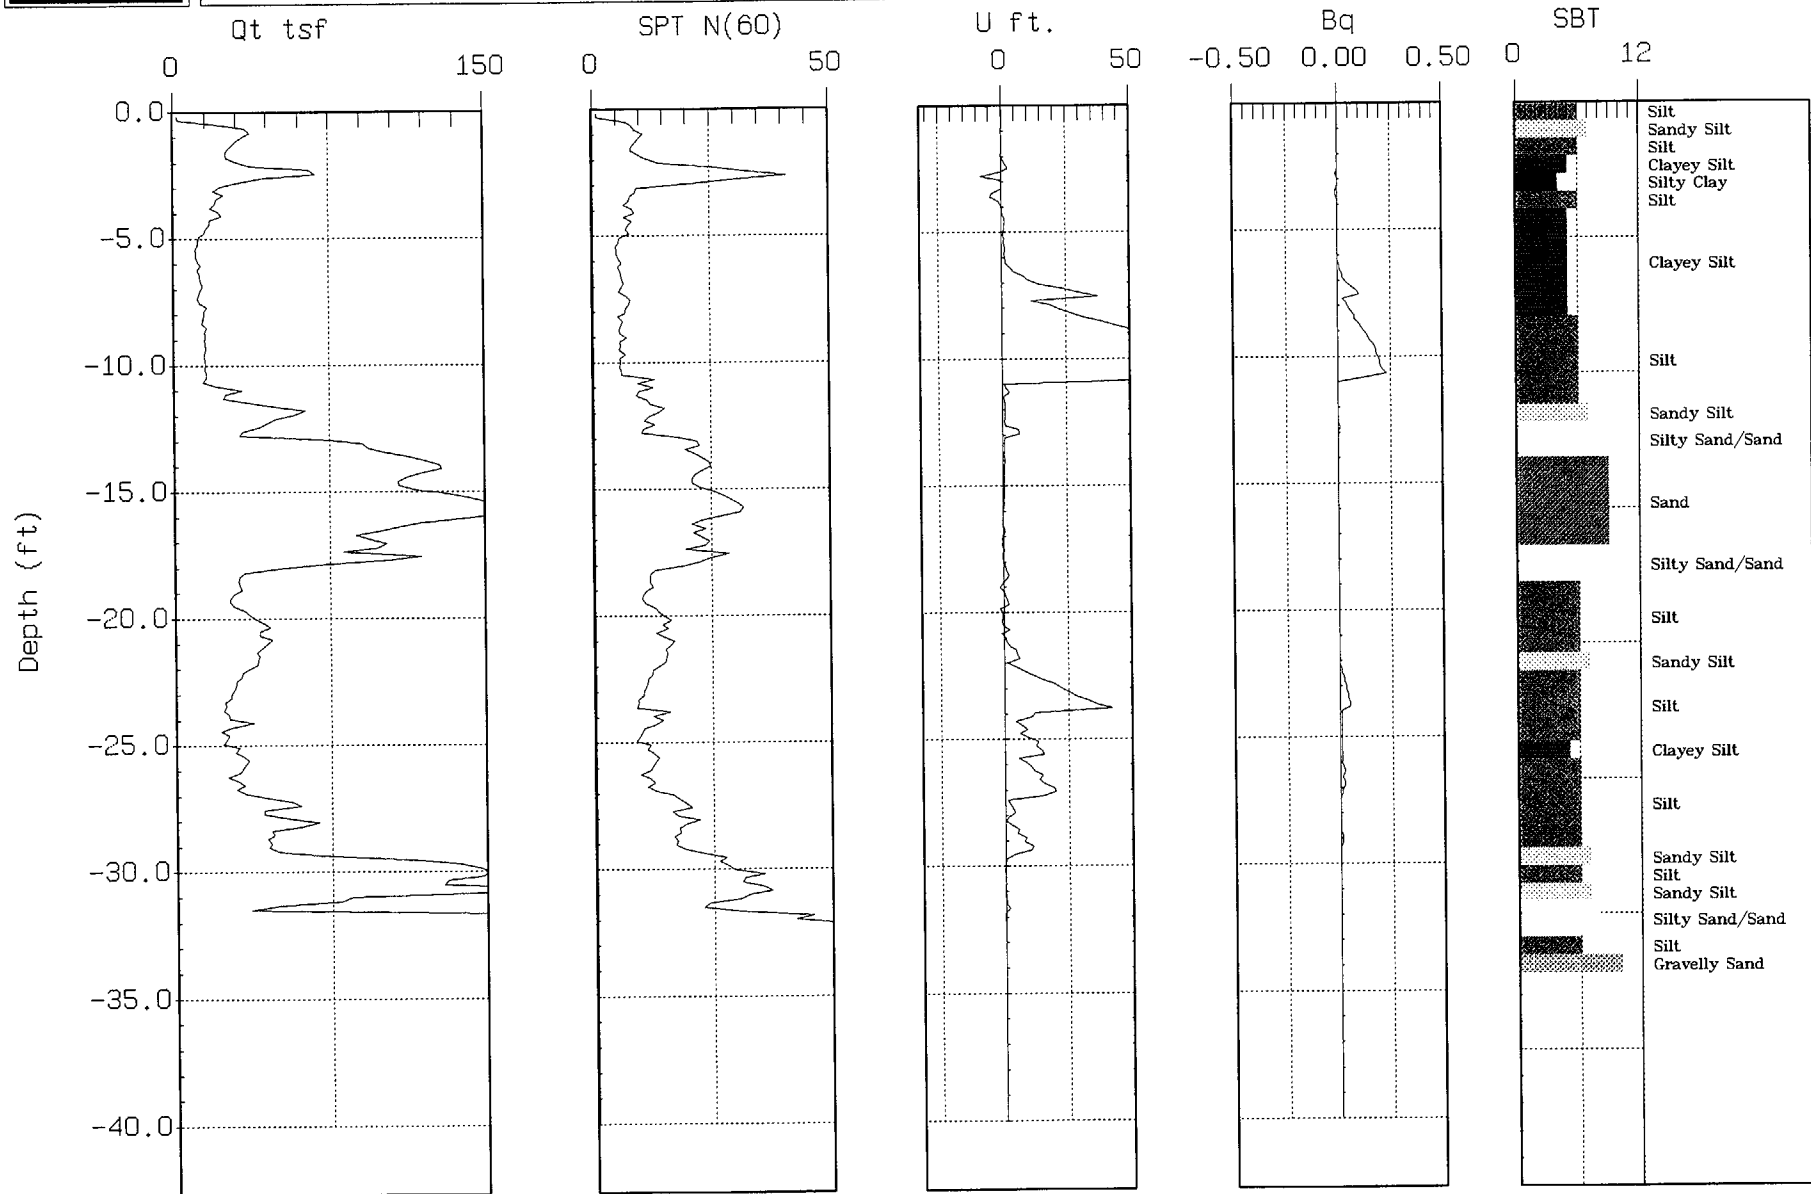 Qt tsf
SPT N(60)
U ft.
Bq
SBT
0 150
0 50
0 50
-0.50 0.00 0.50
0 12
Depth (ft)
0.0
-5.0
-10.0
-15.0
-20.0
-25.0
-30.0
-35.0
-40.0
Silt
Sandy Silt
Silt
Clayey Silt
Silty Clay
Silt
Clayey Silt
Silt
Sandy Silt
Silty Sand/Sand
Sand
Silty Sand/Sand
Silt
Sandy Silt
Silt
Clayey Silt
Silt
Sandy Silt
Silt
Sandy Silt
Silty Sand/Sand
Silt
Gravelly Sand